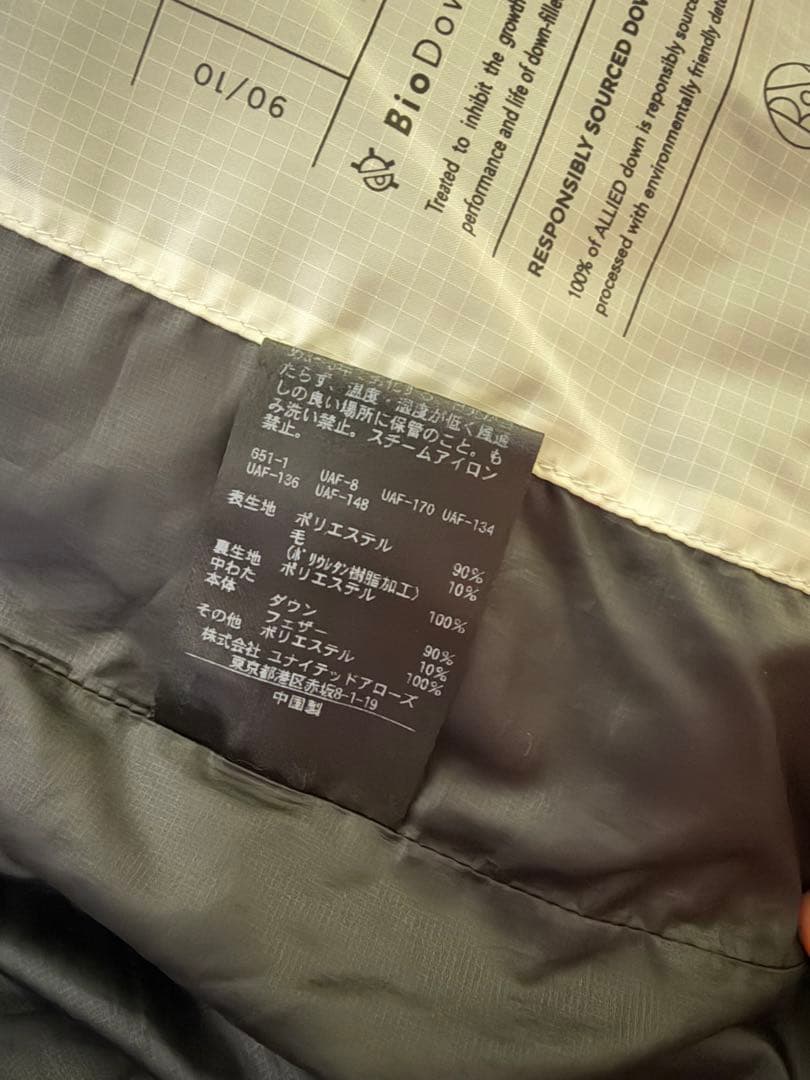 90/10
BioDow
Treated to inhibit the growth
performance and life of down-fille
RESPONSIBLY SOURCED DOW
100% of ALLIED down is reponsibly source
processed with environmentally friendly det
たらず、温度・湿度が低く風通
しの良い場所に保管のこと。も
み洗い禁止。スチームアイロン
禁止。
651-1 UAF-8 UAF-170 UAF-134
UAF-136 UAF-148
表生地 ポリエステル 90%
毛 10%
(ポリウレタン樹脂加工)
裏生地 ポリエステル 100%
中わた
本体 ダウン 90%
フェザー 10%
その他 ポリエステル 100%
株式会社 ユナイテッドアローズ
東京都港区赤坂8-1-19
中国製